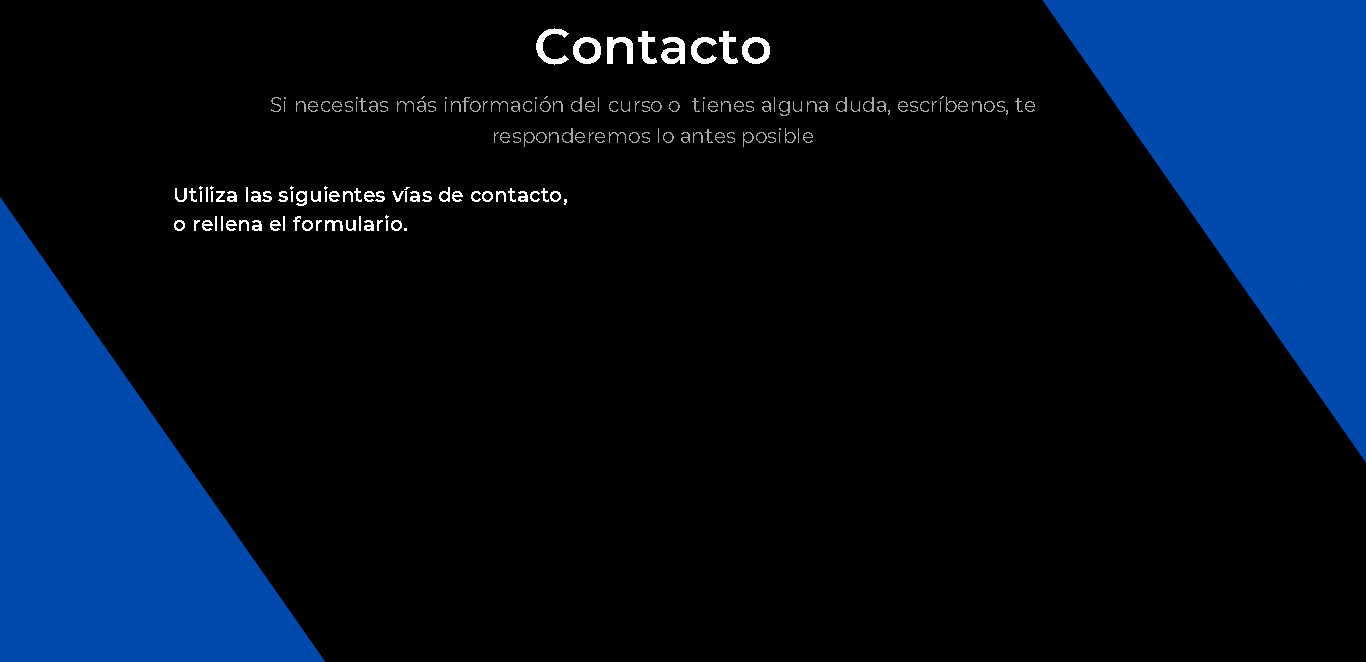 Contacto
Si necesitas más información del curso o  tienes alguna duda, escríbenos, te
responderemos lo antes posible
Utiliza las siguientes vías de contacto,
o rellena el formulario.